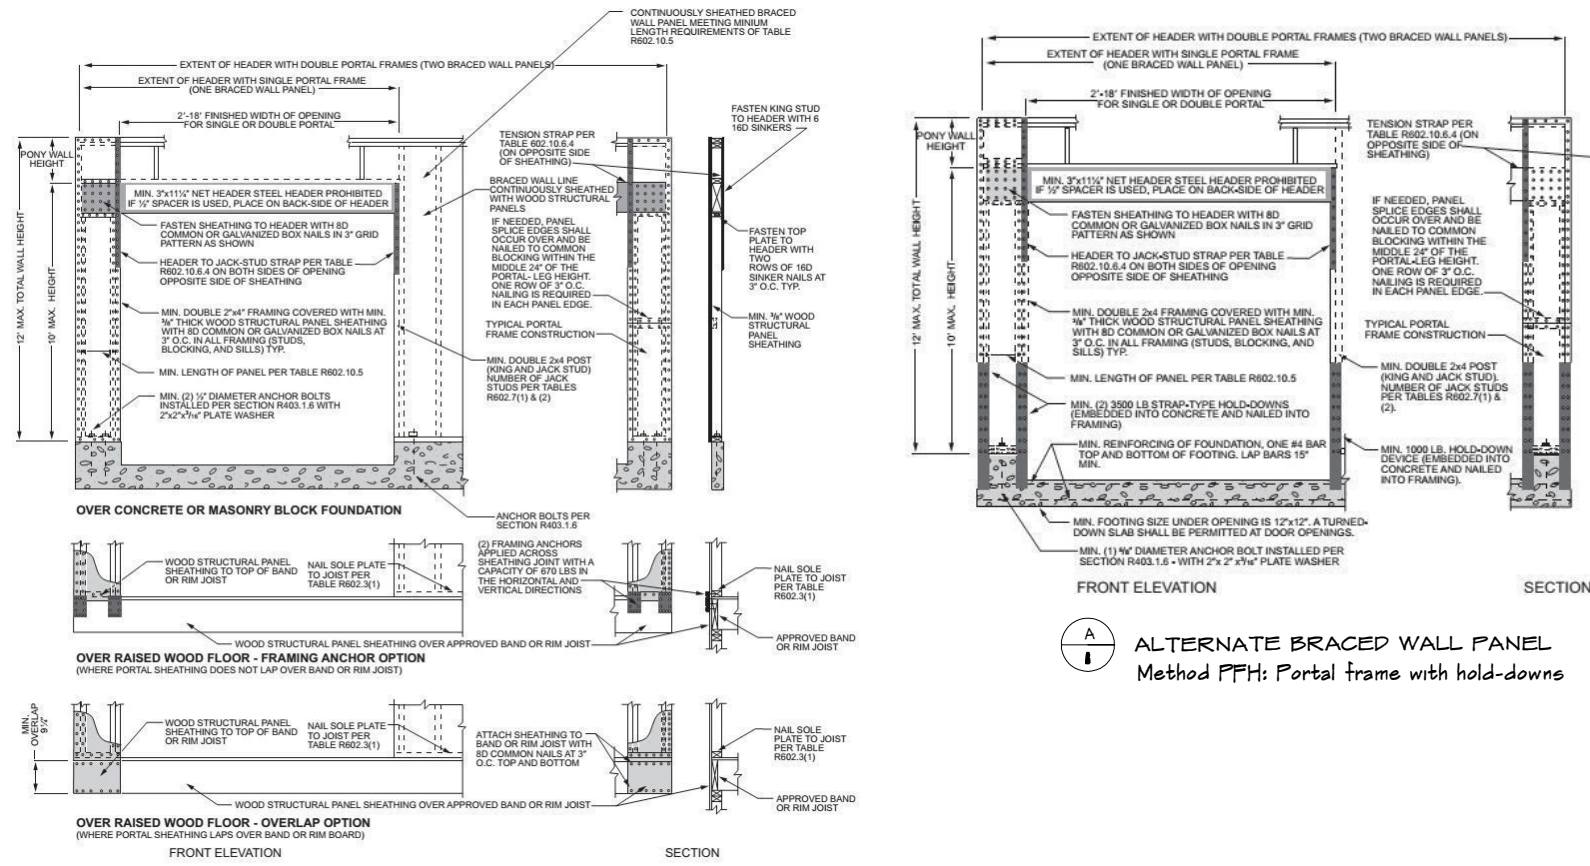 CONTINUOUSLY SHEATHED BRACED
WALL PANEL MEETING MINIUM
LENGTH REQUIREMENTS OF TABLE
R602.10.5
EXTENT OF HEADER WITH DOUBLE PORTAL FRAMES (TWO BRACED WALL PANELS)
EXTENT OF HEADER WITH SINGLE PORTAL FRAME
(ONE BRACED WALL PANEL)
2'-18' FINISHED WIDTH OF OPENING
FOR SINGLE OR DOUBLE PORTAL
FASTEN KING STUD
TO HEADER WITH 6
16D SINKERS
TENSION STRAP PER
TABLE 602.10.6.4
(ON OPPOSITE SIDE
OF SHEATHING)
PONY WALL
HEIGHT
12' MAX. TOTAL WALL HEIGHT
10' MAX. HEIGHT
MIN. 3"x11¼" NET HEADER STEEL HEADER PROHIBITED
IF ½" SPACER IS USED, PLACE ON BACK-SIDE OF HEADER
BRACED WALL LINE
CONTINUOUSLY SHEATHED
WITH WOOD STRUCTURAL
PANELS
FASTEN SHEATHING TO HEADER WITH 8D
COMMON OR GALVANIZED BOX NAILS IN 3" GRID
PATTERN AS SHOWN
HEADER TO JACK-STUD STRAP PER TABLE
R602.10.6.4 ON BOTH SIDES OF OPENING
OPPOSITE SIDE OF SHEATHING
IF NEEDED, PANEL
SPLICE EDGES SHALL
OCCUR OVER AND BE
NAILED TO COMMON
BLOCKING WITHIN THE
MIDDLE 24" OF THE
PORTAL- LEG HEIGHT.
ONE ROW OF 3" O.C.
NAILING IS REQUIRED
IN EACH PANEL EDGE.
FASTEN TOP
PLATE TO
HEADER WITH
TWO
ROWS OF 16D
SINKER NAILS AT
3" O.C. TYP.
MIN. DOUBLE 2"x4" FRAMING COVERED WITH MIN.
⅜" THICK WOOD STRUCTURAL PANEL SHEATHING
WITH 8D COMMON OR GALVANIZED BOX NAILS AT
3" O.C. IN ALL FRAMING (STUDS,
BLOCKING, AND SILLS) TYP.
TYPICAL PORTAL
FRAME CONSTRUCTION
MIN. ⅜" WOOD
STRUCTURAL
PANEL
SHEATHING
MIN. LENGTH OF PANEL PER TABLE R602.10.5
MIN. DOUBLE 2x4 POST
(KING AND JACK STUD)
NUMBER OF JACK
STUDS PER TABLES
R602.7(1) & (2)
MIN. (2) ½" DIAMETER ANCHOR BOLTS
INSTALLED PER SECTION R403.1.6 WITH
2"x2"x³/₁₆" PLATE WASHER
OVER CONCRETE OR MASONRY BLOCK FOUNDATION
ANCHOR BOLTS PER
SECTION R403.1.6
WOOD STRUCTURAL PANEL
SHEATHING TO TOP OF BAND
OR RIM JOIST
NAIL SOLE PLATE
TO JOIST PER
TABLE R602.3(1)
(2) FRAMING ANCHORS
APPLIED ACROSS
SHEATHING JOINT WITH A
CAPACITY OF 670 LBS IN
THE HORIZONTAL AND
VERTICAL DIRECTIONS
NAIL SOLE
PLATE TO JOIST
PER TABLE
R602.3(1)
WOOD STRUCTURAL PANEL SHEATHING OVER APPROVED BAND OR RIM JOIST
APPROVED BAND
OR RIM JOIST
OVER RAISED WOOD FLOOR - FRAMING ANCHOR OPTION
(WHERE PORTAL SHEATHING DOES NOT LAP OVER BAND OR RIM JOIST)
MIN.
OVERLAP
9¼"
WOOD STRUCTURAL PANEL
SHEATHING TO TOP OF BAND
OR RIM JOIST
NAIL SOLE PLATE
TO JOIST PER
TABLE R602.3(1)
ATTACH SHEATHING TO
BAND OR RIM JOIST WITH
8D COMMON NAILS AT 3"
O.C. TOP AND BOTTOM
NAIL SOLE
PLATE TO JOIST
PER TABLE
R602.3(1)
WOOD STRUCTURAL PANEL SHEATHING OVER APPROVED BAND OR RIM JOIST
APPROVED BAND
OR RIM JOIST
OVER RAISED WOOD FLOOR - OVERLAP OPTION
(WHERE PORTAL SHEATHING LAPS OVER BAND OR RIM BOARD)
FRONT ELEVATION
SECTION
EXTENT OF HEADER WITH DOUBLE PORTAL FRAMES (TWO BRACED WALL PANELS)
EXTENT OF HEADER WITH SINGLE PORTAL FRAME
(ONE BRACED WALL PANEL)
2'-18' FINISHED WIDTH OF OPENING
FOR SINGLE OR DOUBLE PORTAL
PONY WALL
HEIGHT
12' MAX. TOTAL WALL HEIGHT
10' MAX. HEIGHT
TENSION STRAP PER
TABLE R602.10.6.4 (ON
OPPOSITE SIDE OF
SHEATHING)
MIN. 3"x11¼" NET HEADER STEEL HEADER PROHIBITED
IF ½" SPACER IS USED, PLACE ON BACK-SIDE OF HEADER
FASTEN SHEATHING TO HEADER WITH 8D
COMMON OR GALVANIZED BOX NAILS IN 3" GRID
PATTERN AS SHOWN
HEADER TO JACK-STUD STRAP PER TABLE
R602.10.6.4 ON BOTH SIDES OF OPENING
OPPOSITE SIDE OF SHEATHING
IF NEEDED, PANEL
SPLICE EDGES SHALL
OCCUR OVER AND BE
NAILED TO COMMON
BLOCKING WITHIN THE
MIDDLE 24" OF THE
PORTAL-LEG HEIGHT.
ONE ROW OF 3" O.C.
NAILING IS REQUIRED
IN EACH PANEL EDGE.
MIN. DOUBLE 2x4 FRAMING COVERED WITH MIN.
⅜" THICK WOOD STRUCTURAL PANEL SHEATHING
WITH 8D COMMON OR GALVANIZED BOX NAILS AT
3" O.C. IN ALL FRAMING (STUDS, BLOCKING, AND
SILLS) TYP.
TYPICAL PORTAL
FRAME CONSTRUCTION
MIN. LENGTH OF PANEL PER TABLE R602.10.5
MIN. DOUBLE 2x4 POST
(KING AND JACK STUD).
NUMBER OF JACK STUDS
PER TABLES R602.7(1) &
(2).
MIN. (2) 3500 LB STRAP-TYPE HOLD-DOWNS
(EMBEDDED INTO CONCRETE AND NAILED INTO
FRAMING)
MIN. REINFORCING OF FOUNDATION, ONE #4 BAR
TOP AND BOTTOM OF FOOTING. LAP BARS 15"
MIN.
MIN. 1000 LB. HOLD-DOWN
DEVICE (EMBEDDED INTO
CONCRETE AND NAILED
INTO FRAMING).
MIN. FOOTING SIZE UNDER OPENING IS 12"x12". A TURNED-
DOWN SLAB SHALL BE PERMITTED AT DOOR OPENINGS.
MIN. (1) ⅝" DIAMETER ANCHOR BOLT INSTALLED PER
SECTION R403.1.6 - WITH 2"x 2" x³/₁₆" PLATE WASHER
FRONT ELEVATION
SECTION
A
1
ALTERNATE BRACED WALL PANEL
Method PFH: Portal frame with hold-downs